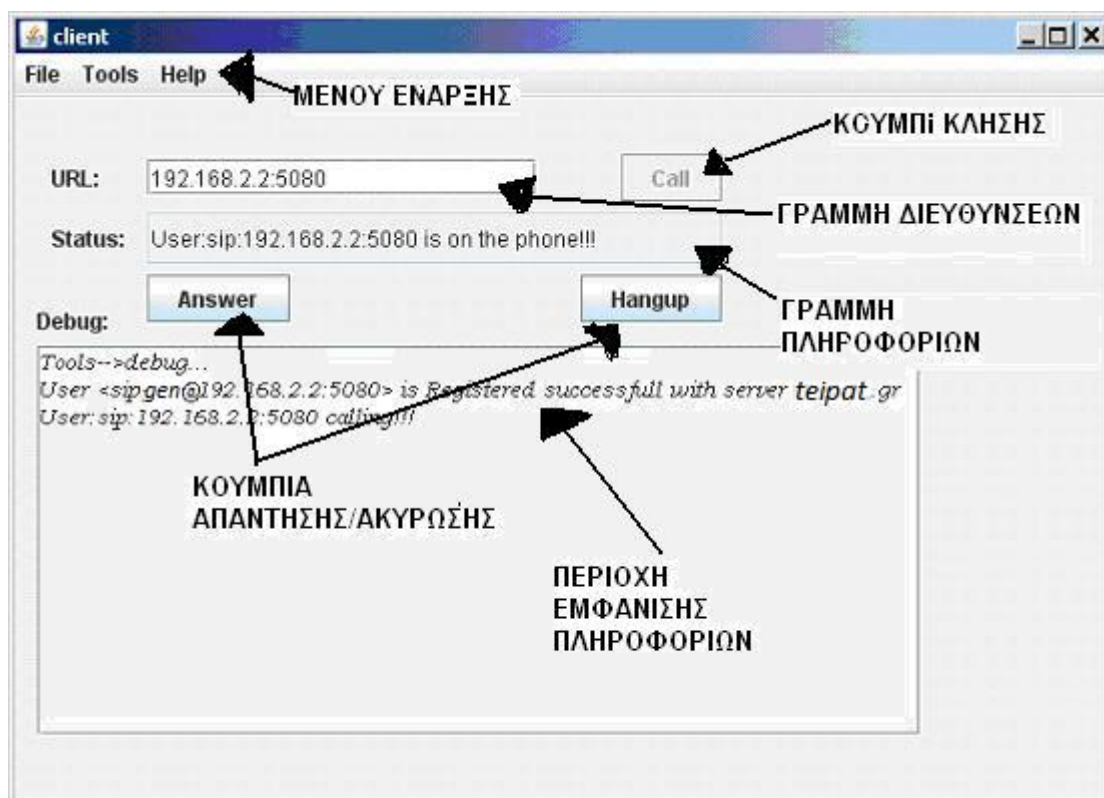 client
File Tools Help
ΜΕΝΟΥ ΕΝΑΡΞΗΣ
ΚΟΥΜΠi ΚΛΗΣΗΣ
URL: 192.168.2.2:5080 Call
ΓΡΑΜΜΗ ΔΙΕΥΘΥΝΣΕΩΝ
Status: User:sip:192.168.2.2:5080 is on the phone!!!
Answer Hangup
ΓΡΑΜΜΗ
ΠΛΗΡΟΦΟΡΙΩΝ
Debug:
Tools-->debug...
User <sip:gen@192.168.2.2:5080> is Registered successfull with server teipat.gr
User:sip:192.168.2.2:5080 calling!!!
ΚΟΥΜΠΙΑ
ΑΠΑΝΤΗΣΗΣ/ΑΚΥΡΩΣΗΣ
ΠΕΡΙΟΧΗ
ΕΜΦΑΝΙΣΗΣ
ΠΛΗΡΟΦΟΡΙΩΝ